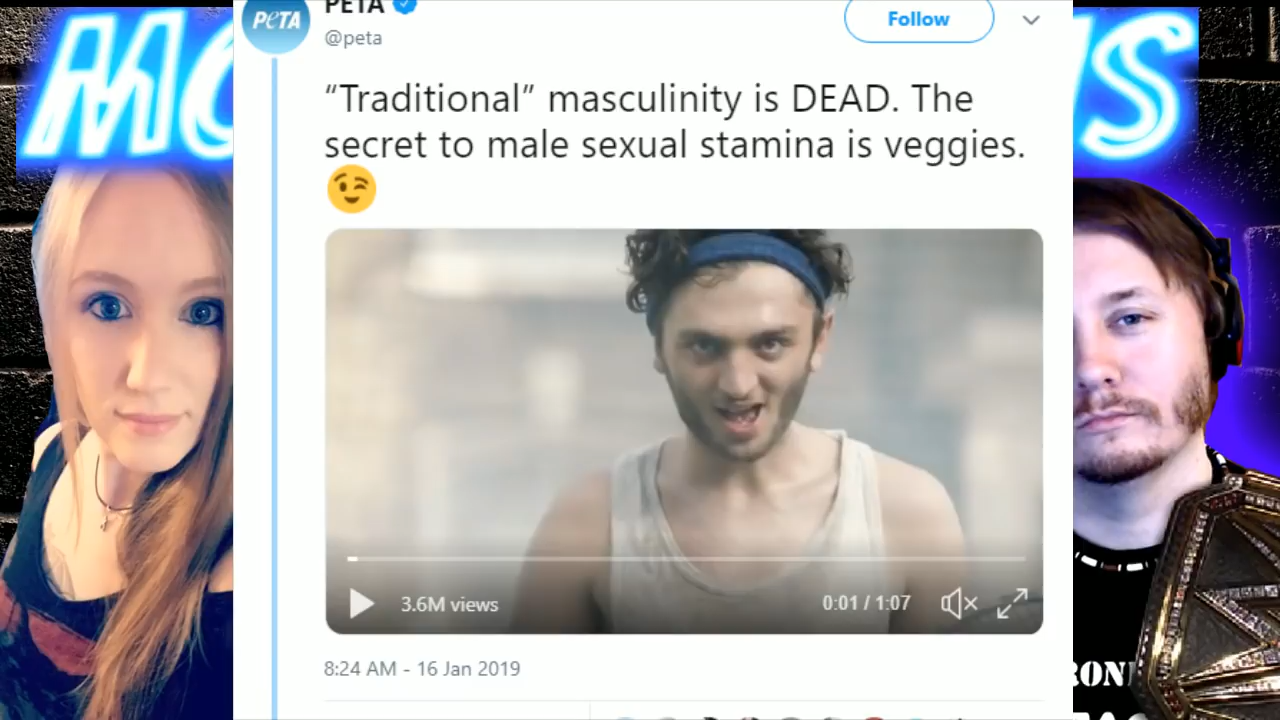 PeTA
PETA
@peta
Follow
“Traditional” masculinity is DEAD. The
secret to male sexual stamina is veggies.
3.6M views
0:01 / 1:07
8:24 AM - 16 Jan 2019